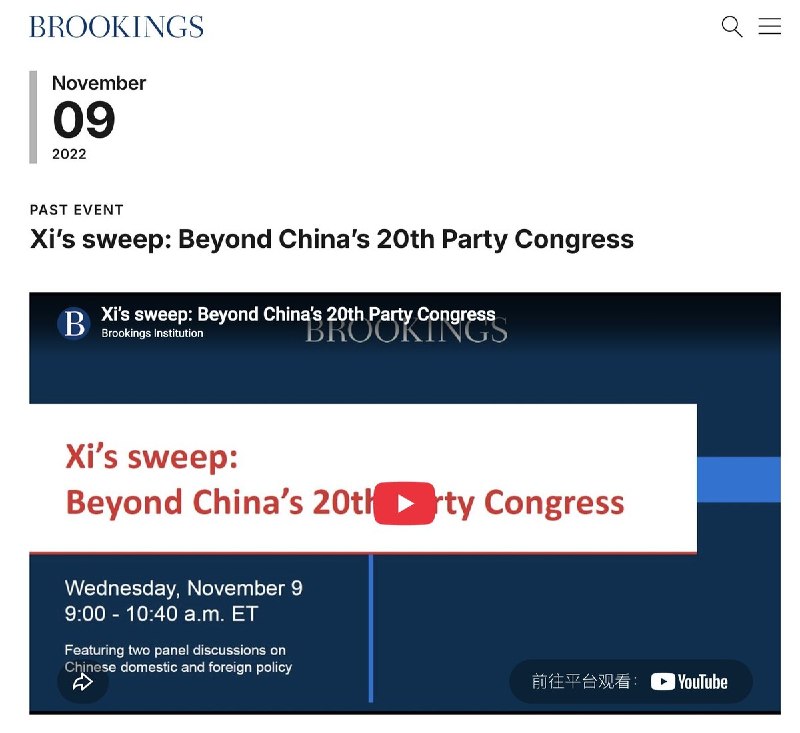 BROOKINGS
November
09
2022
PAST EVENT
Xi’s sweep: Beyond China’s 20th Party Congress
B
Xi’s sweep: Beyond China’s 20th Party Congress
Brookings Institution
BROOKINGS
Xi’s sweep:
Beyond China’s 20th Party Congress
Wednesday, November 9
9:00 - 10:40 a.m. ET
Featuring two panel discussions on
Chinese domestic and foreign policy
前往平台观看： YouTube